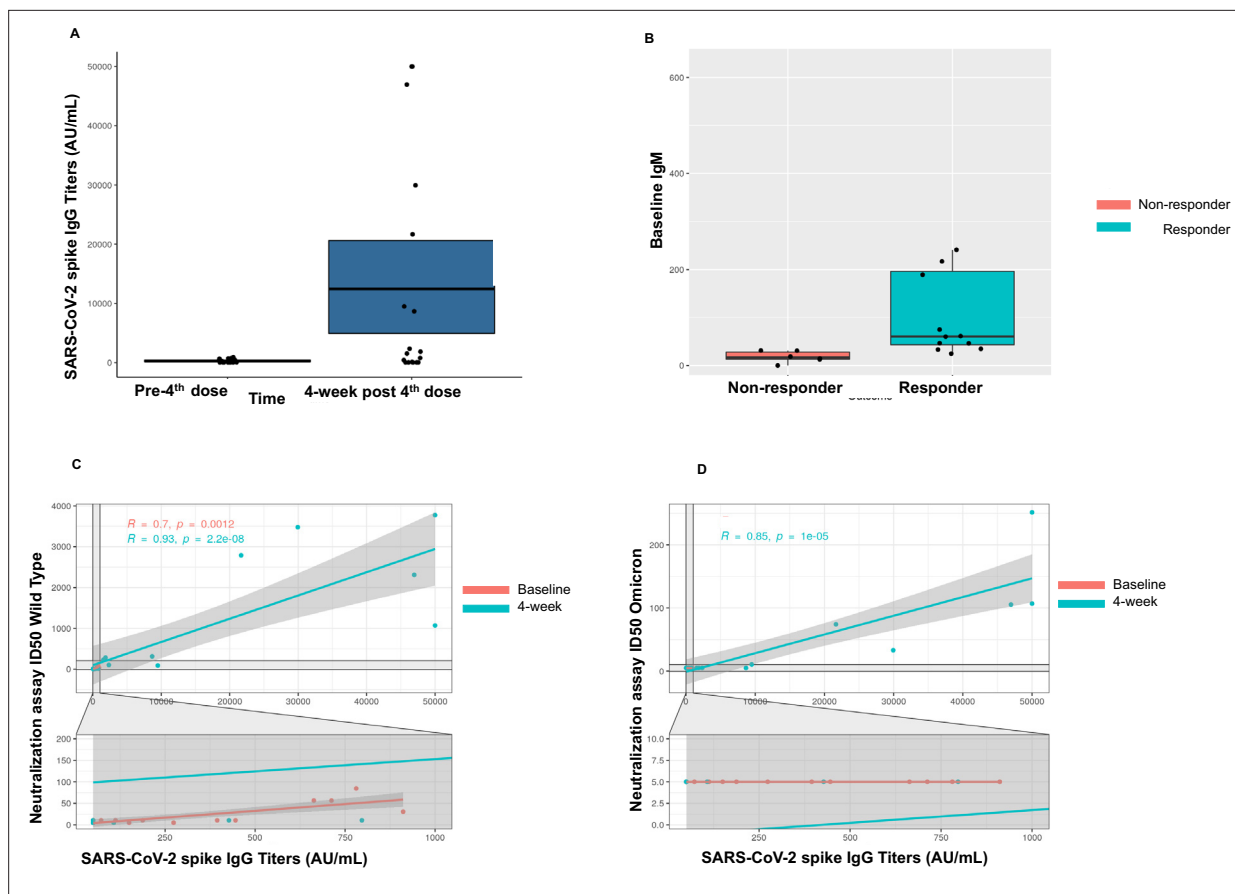 A
SARS-CoV-2 spike IgG Titers (AU/mL)
50000
40000
30000
20000
10000
0
Pre-4th dose
4-week post 4th dose
Time
B
Baseline IgM
600
400
200
0
Non-responder
Responder
Non-responder
Responder
C
Neutralization assay ID50 Wild Type
4000
3000
2000
1000
0
R = 0.7, p = 0.0012
R = 0.93, p = 2.2e-08
0
10000
20000
30000
40000
50000
Baseline
4-week
200
150
100
50
0
250
500
750
1000
SARS-CoV-2 spike IgG Titers (AU/mL)
D
Neutralization assay ID50 Omicron
200
100
0
R = 0.85, p = 1e-05
0
10000
20000
30000
40000
50000
Baseline
4-week
10.0
7.5
5.0
2.5
0.0
250
500
750
1000
SARS-CoV-2 spike IgG Titers (AU/mL)